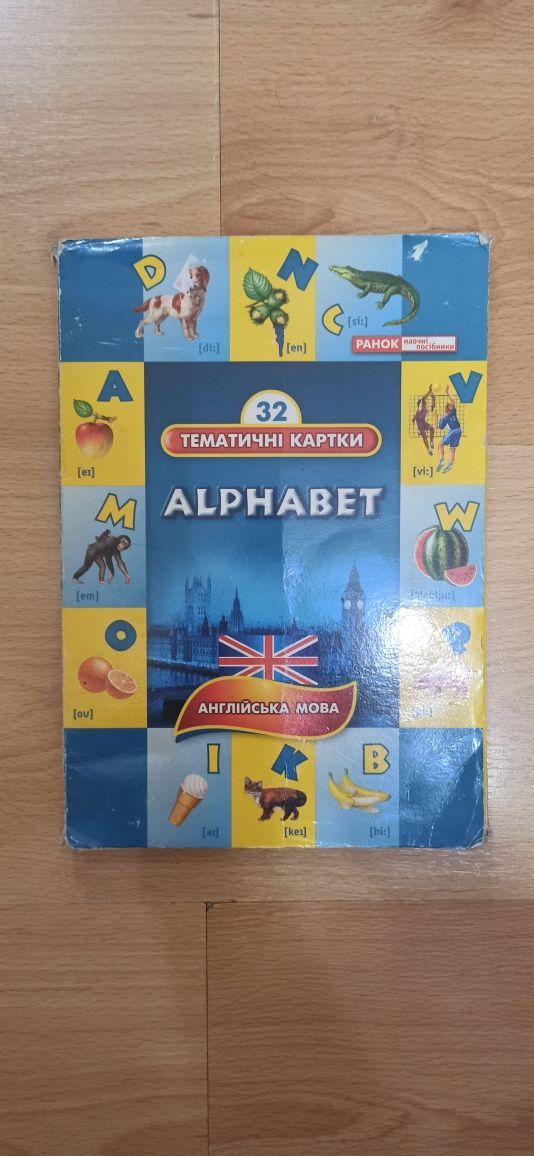 D
[di:]
N
[en]
C [si:]
РАНОК наочні посібники
A
[eɪ]
32
ТЕМАТИЧНІ КАРТКИ
V
[vi:]
ALPHABET
M
[em]
W
O
[ou]
АНГЛІЙСЬКА МОВА
I
[aɪ]
K
[keɪ]
B
[bi:]